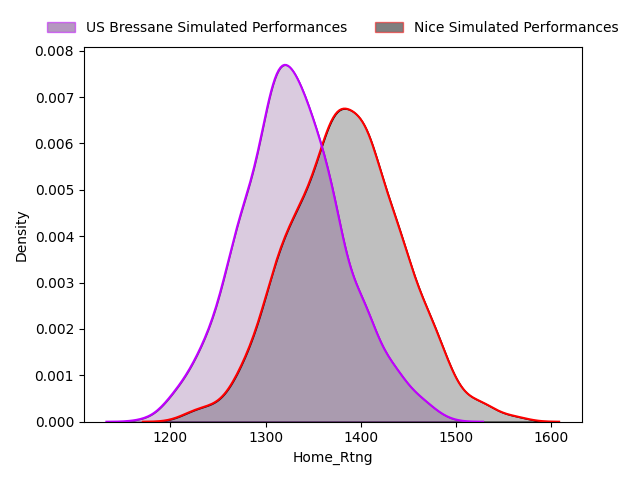 US Bressane Simulated Performances Nice Simulated Performances
0.008
0.007
0.006
0.005
0.004
0.003
0.002
0.001
0.000
Density
1200 1300 1400 1500 1600
Home_Rtng